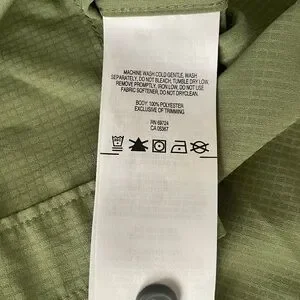 MACHINE WASH COLD GENTLE, WASH
SEPARATELY, DO NOT BLEACH, TUMBLE DRY LOW,
REMOVE PROMPTLY, IRON LOW, DO NOT USE
FABRIC SOFTENER, DO NOT DRYCLEAN.
BODY: 100% POLYESTER
EXCLUSIVE OF TRIMMING
RN 69724
CA 05367